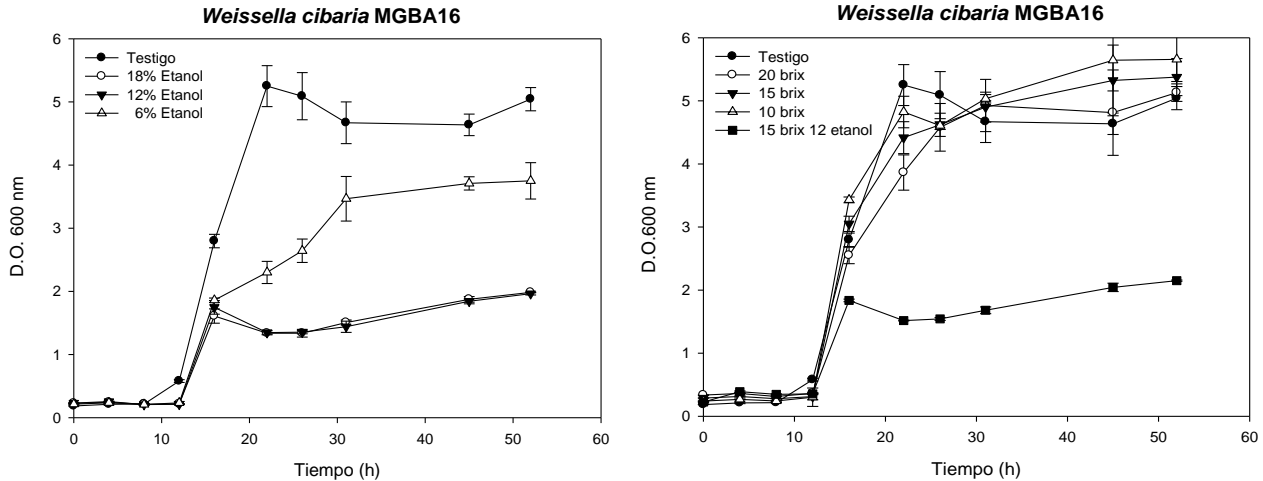 Weissella cibaria MGBA16
Testigo
18% Etanol
12% Etanol
6% Etanol
D.O. 600 nm
6
5
4
3
2
1
0
0 10 20 30 40 50 60
Tiempo (h)
Weissella cibaria MGBA16
Testigo
20 brix
15 brix
10 brix
15 brix 12 etanol
D.O.600 nm
6
5
4
3
2
1
0
0 10 20 30 40 50 60
Tiempo (h)